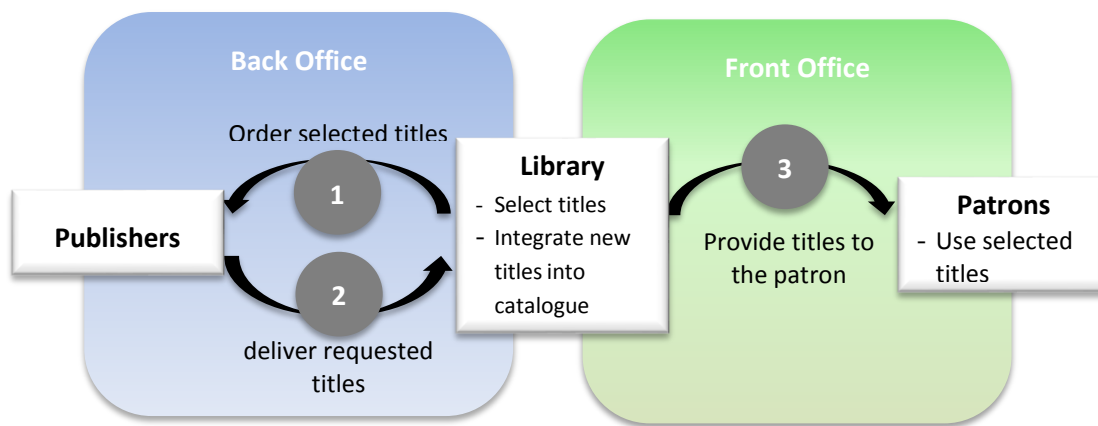 Back Office
Front Office
Order selected titles
1
Publishers
2
deliver requested
titles
Library
- Select titles
- Integrate new
titles into
catalogue
3
Provide titles to
the patron
Patrons
- Use selected
titles